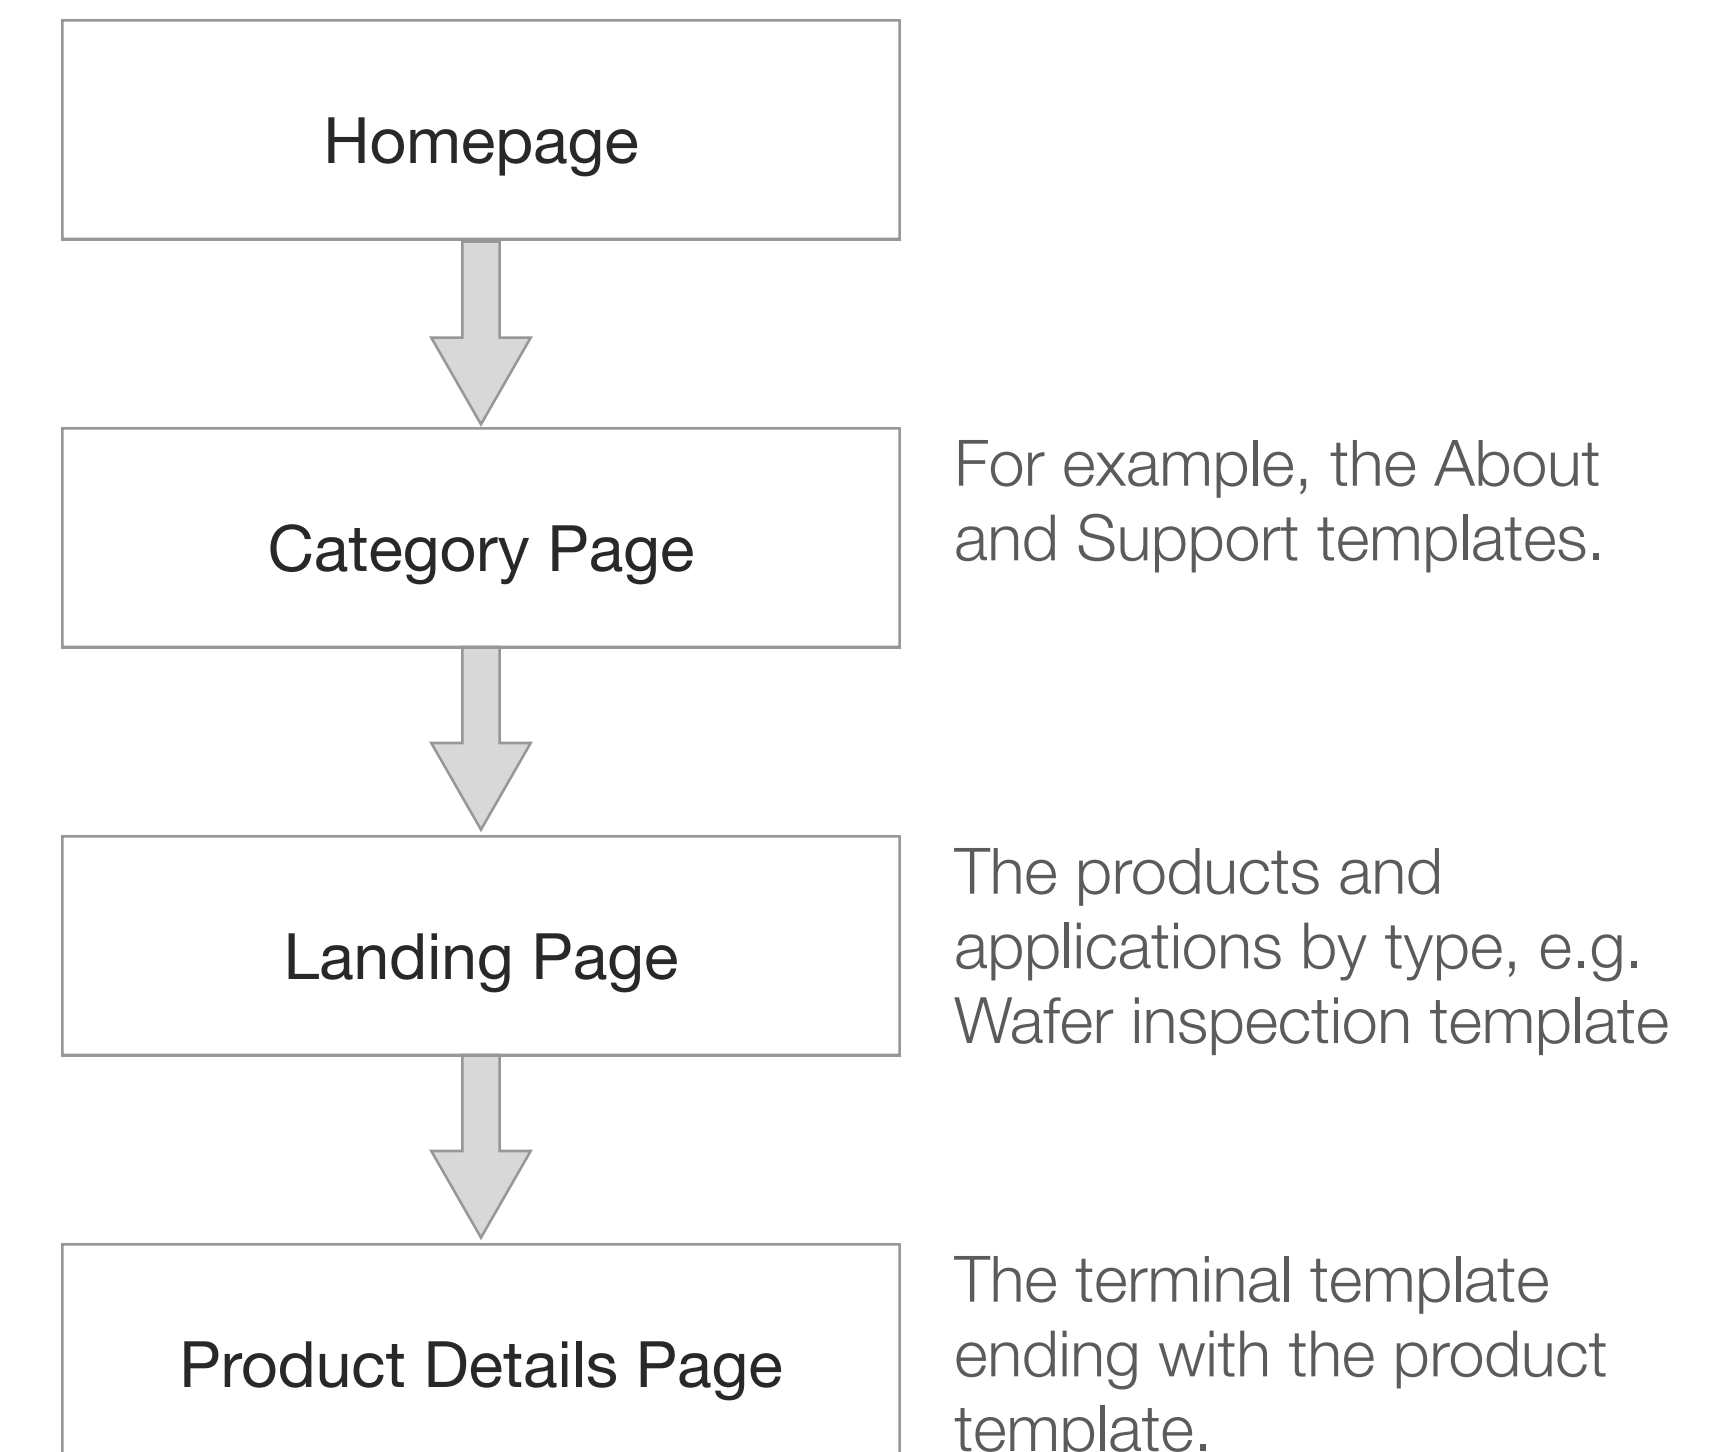 Homepage
Category Page
For example, the About
and Support templates.
Landing Page
The products and
applications by type, e.g.
Wafer inspection template
Product Details Page
The terminal template
ending with the product
template.